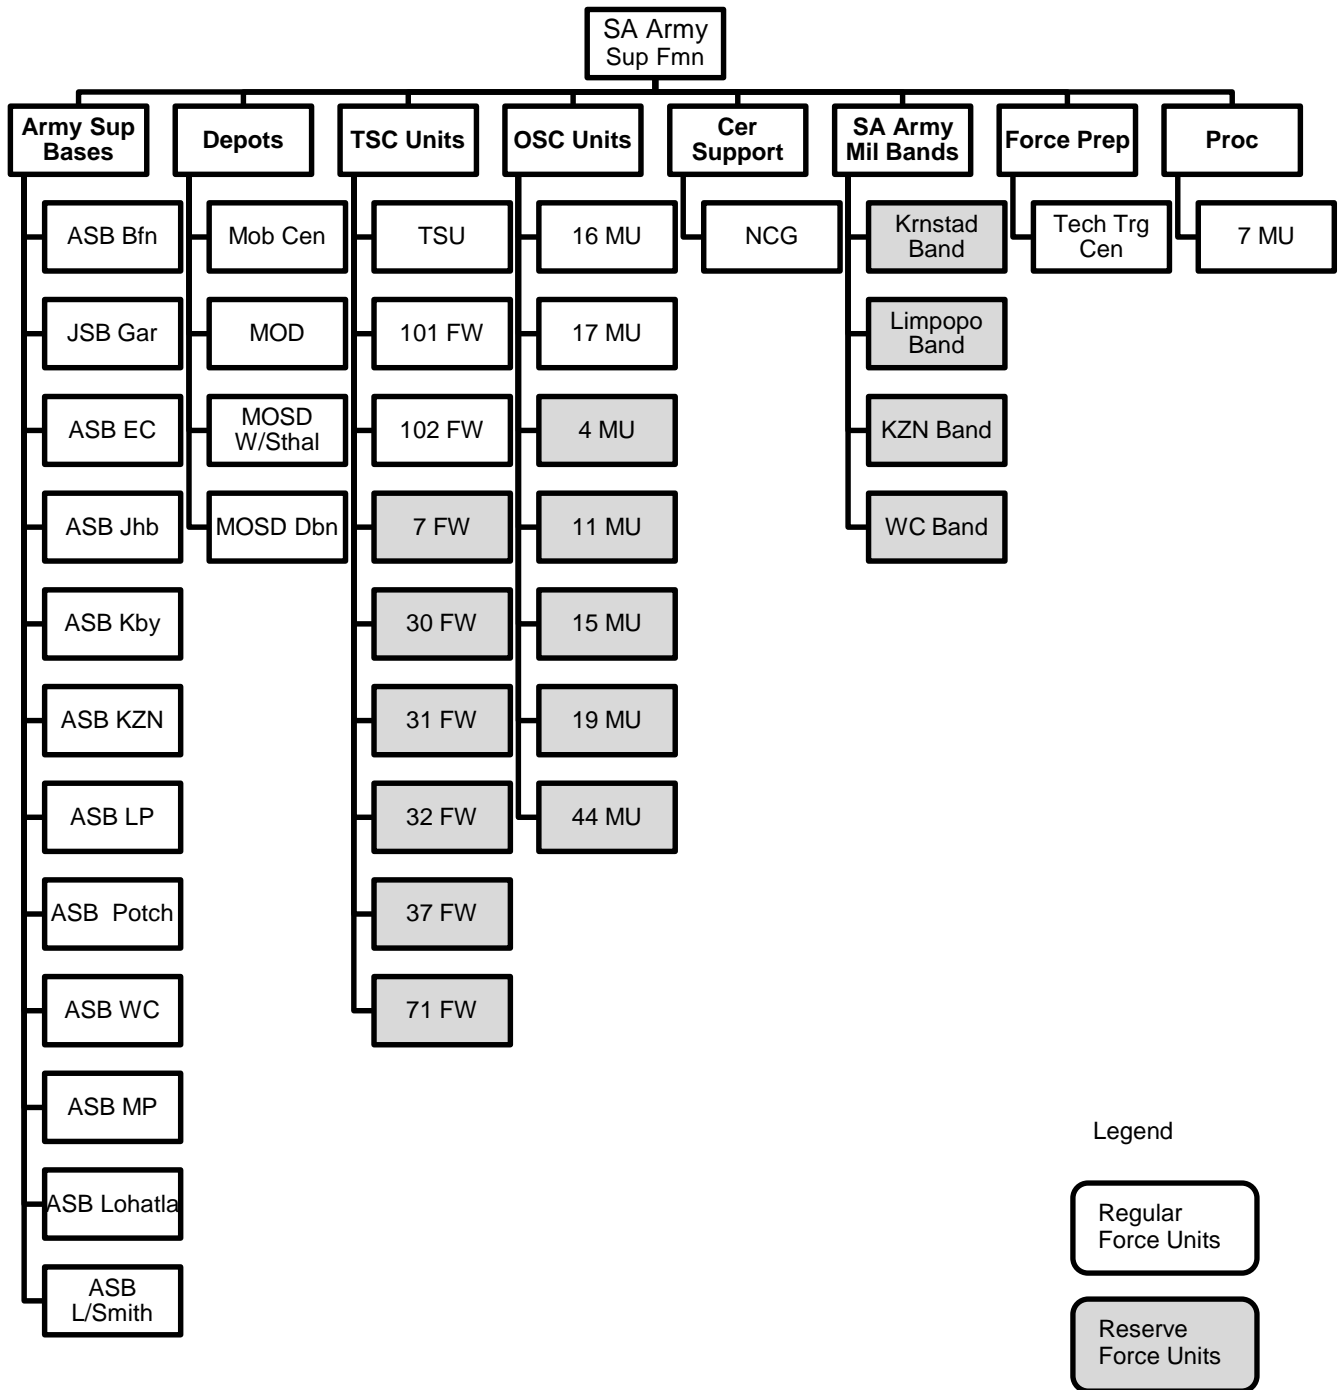 SA Army
Sup Fmn
Army Sup
Bases
Depots
TSC Units
OSC Units
Cer
Support
SA Army
Mil Bands
Force Prep
Proc
ASB Bfn
JSB Gar
ASB EC
ASB Jhb
ASB Kby
ASB KZN
ASB LP
ASB Potch
ASB WC
ASB MP
ASB Lohatla
ASB
L/Smith
Mob Cen
MOD
MOSD
W/Sthal
MOSD Dbn
TSU
101 FW
102 FW
7 FW
30 FW
31 FW
32 FW
37 FW
71 FW
16 MU
17 MU
4 MU
11 MU
15 MU
19 MU
44 MU
NCG
Krnstad
Band
Limpopo
Band
KZN Band
WC Band
Tech Trg
Cen
7 MU
Legend
Regular
Force Units
Reserve
Force Units